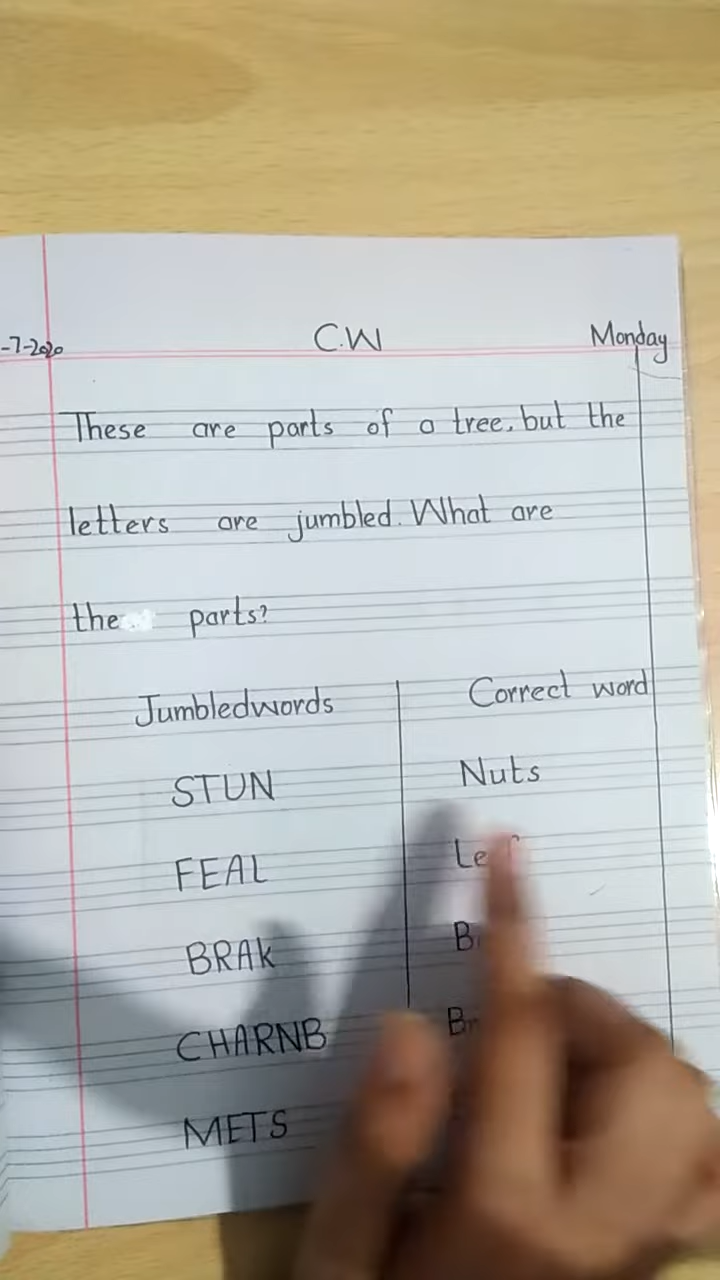 -7-2020 C.W Monday
These are parts of a tree, but the
letters are jumbled. What are
the parts?
Jumbledwords Correct word
STUN Nuts
FEAL
BRAK
CHARNB
METS